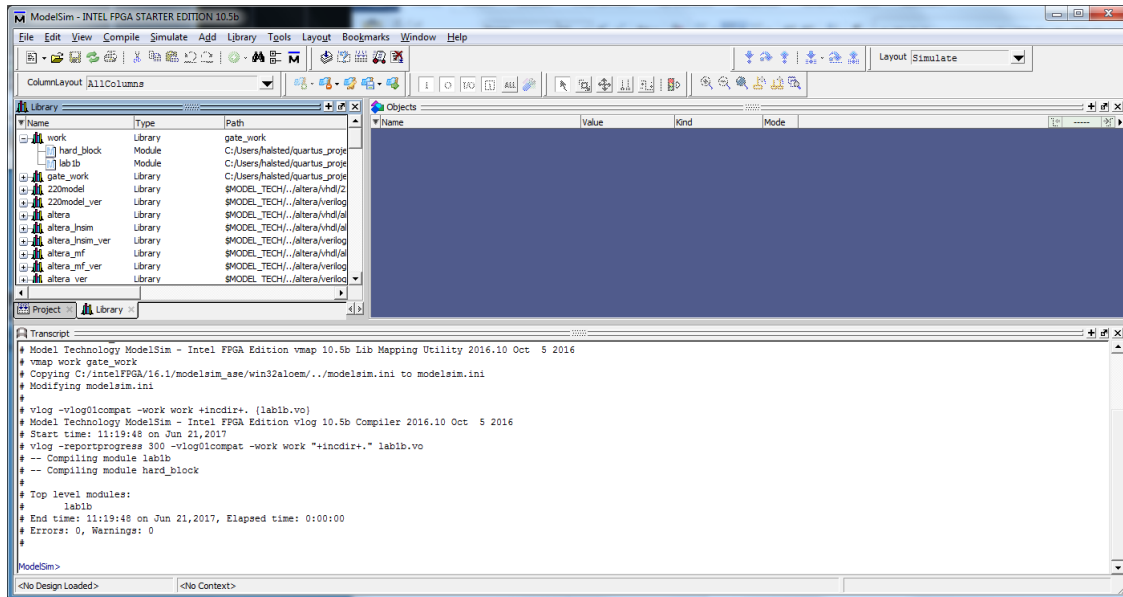 ModelSim - INTEL FPGA STARTER EDITION 10.5b
File Edit View Compile Simulate Add Library Tools Layout Bookmarks Window Help
Layout Simulate
ColumnLayout AllColumns
Library
Name Type Path
work Library gate_work
hard_block Module C:/Users/halsted/quartus_proje
lab1b Module C:/Users/halsted/quartus_proje
gate_work Library C:/Users/halsted/quartus_proje
220model Library $MODEL_TECH/../altera/vhdl/2
220model_ver Library $MODEL_TECH/../altera/verilog
altera Library $MODEL_TECH/../altera/vhdl/al
altera_lnsim Library $MODEL_TECH/../altera/vhdl/al
altera_lnsim_ver Library $MODEL_TECH/../altera/verilog
altera_mf Library $MODEL_TECH/../altera/vhdl/al
altera_mf_ver Library $MODEL_TECH/../altera/verilog
altera_ver Library $MODEL_TECH/../altera/verilog
Project Library
Objects
Name Value Kind Mode
Transcript
# Model Technology ModelSim - Intel FPGA Edition vmap 10.5b Lib Mapping Utility 2016.10 Oct 5 2016
# vmap work gate_work
# Copying C:/intelFPGA/16.1/modelsim_ase/win32aloem/../modelsim.ini to modelsim.ini
# Modifying modelsim.ini
#
# vlog -vlog01compat -work work +incdir+. {lab1b.vo}
# Model Technology ModelSim - Intel FPGA Edition vlog 10.5b Compiler 2016.10 Oct 5 2016
# Start time: 11:19:48 on Jun 21,2017
# vlog -reportprogress 300 -vlog01compat -work work "+incdir+." lab1b.vo
# -- Compiling module lab1b
# -- Compiling module hard_block
#
# Top level modules:
# lab1b
# End time: 11:19:48 on Jun 21,2017, Elapsed time: 0:00:00
# Errors: 0, Warnings: 0
#
ModelSim>
<No Design Loaded> <No Context>